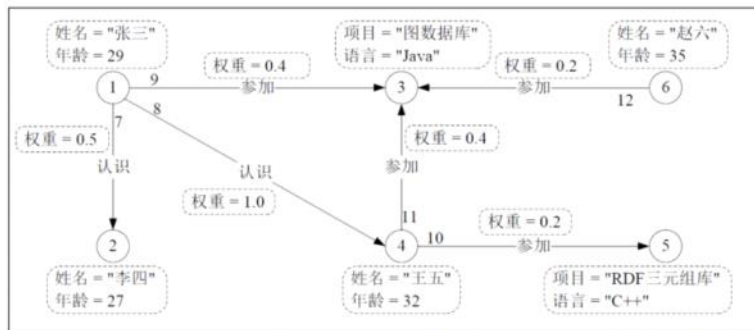 姓名 = "张三"
年龄 = 29
项目 = "图数据库"
语言 = "Java"
姓名 = "赵六"
年龄 = 35
1
9
权重 = 0.4
参加
3
权重 = 0.2
参加
12
6
7
8
权重 = 0.5
认识
认识
权重 = 1.0
权重 = 0.4
参加
11
2
4
10
权重 = 0.2
参加
5
姓名 = "李四"
年龄 = 27
姓名 = "王五"
年龄 = 32
项目 = "RDF三元组库"
语言 = "C++"